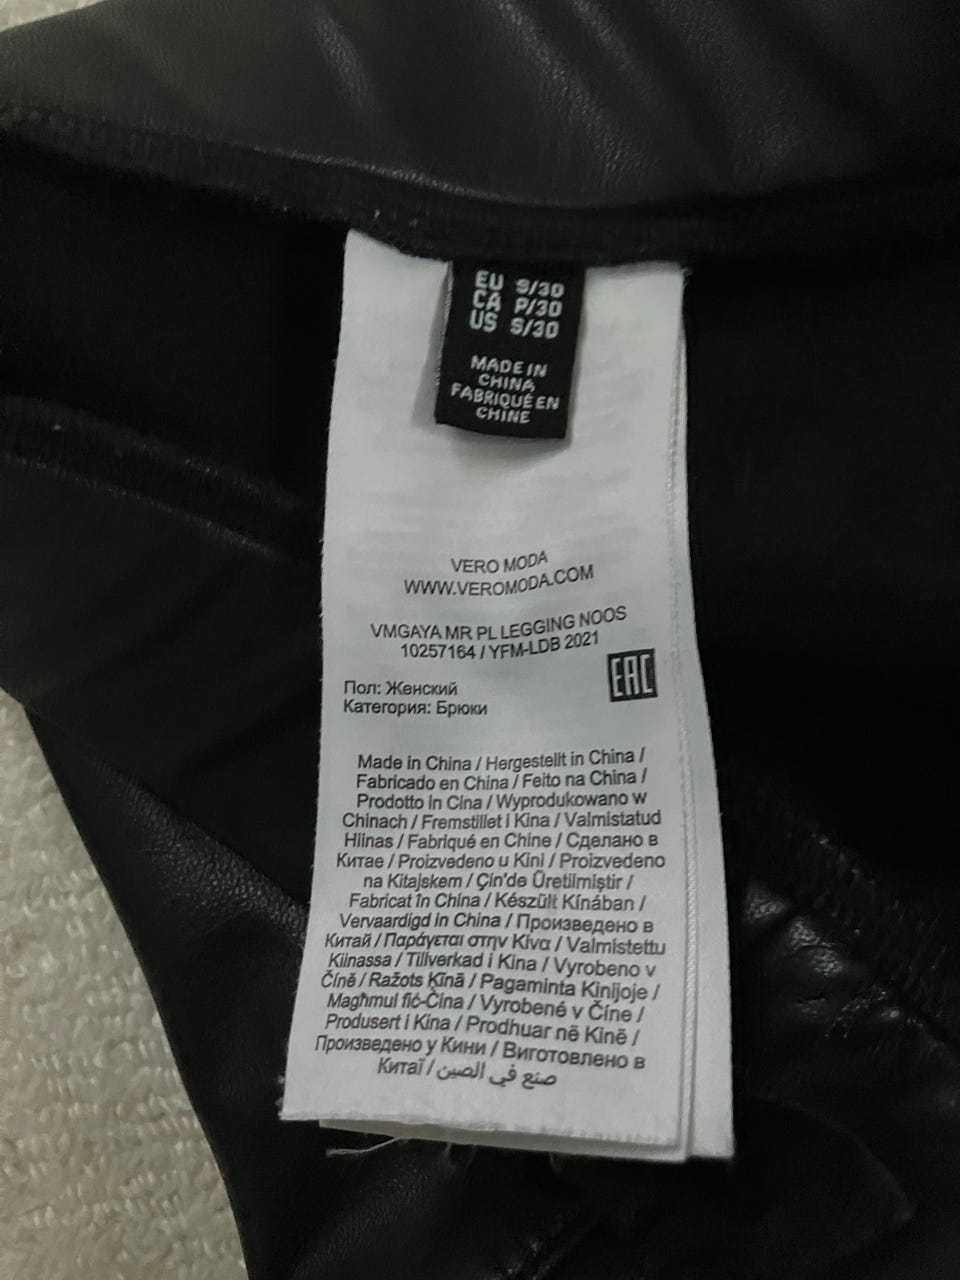 EU S/30
CA P/30
US S/30
MADE IN
CHINA
FABRIQUÉ EN
CHINE
VERO MODA
WWW.VEROMODA.COM
VMGAYA MR PL LEGGING NOOS
10257164 / YFM-LDB 2021
EAC
Пол: Женский
Категория: Брюки
Made in China / Hergestellt in China /
Fabricado en China / Feito na China /
Prodotto in Cina / Wyprodukowano w
Chinach / Fremstillet i Kina / Valmistatud
Hiinas / Fabriqué en Chine / Сделано в
Китае / Proizvedeno u Kini / Proizvedeno
na Kitajskem / Çin'de Üretilmiştir /
Fabricat în China / Készült Kínában /
Vervaardigd in China / Произведено в
Китай / Παράγεται στην Κίνα / Valmistettu
Kiinassa / Tillverkad i Kina / Vyrobeno v
Číně / Ražots Ķīnā / Pagaminta Kinijoje /
Magħmul fiċ-Ċina / Vyrobené v Číne /
Produsert i Kina / Prodhuar në Kinë /
Произведено у Кини / Виготовлено в
Китаї / صنع في الصين